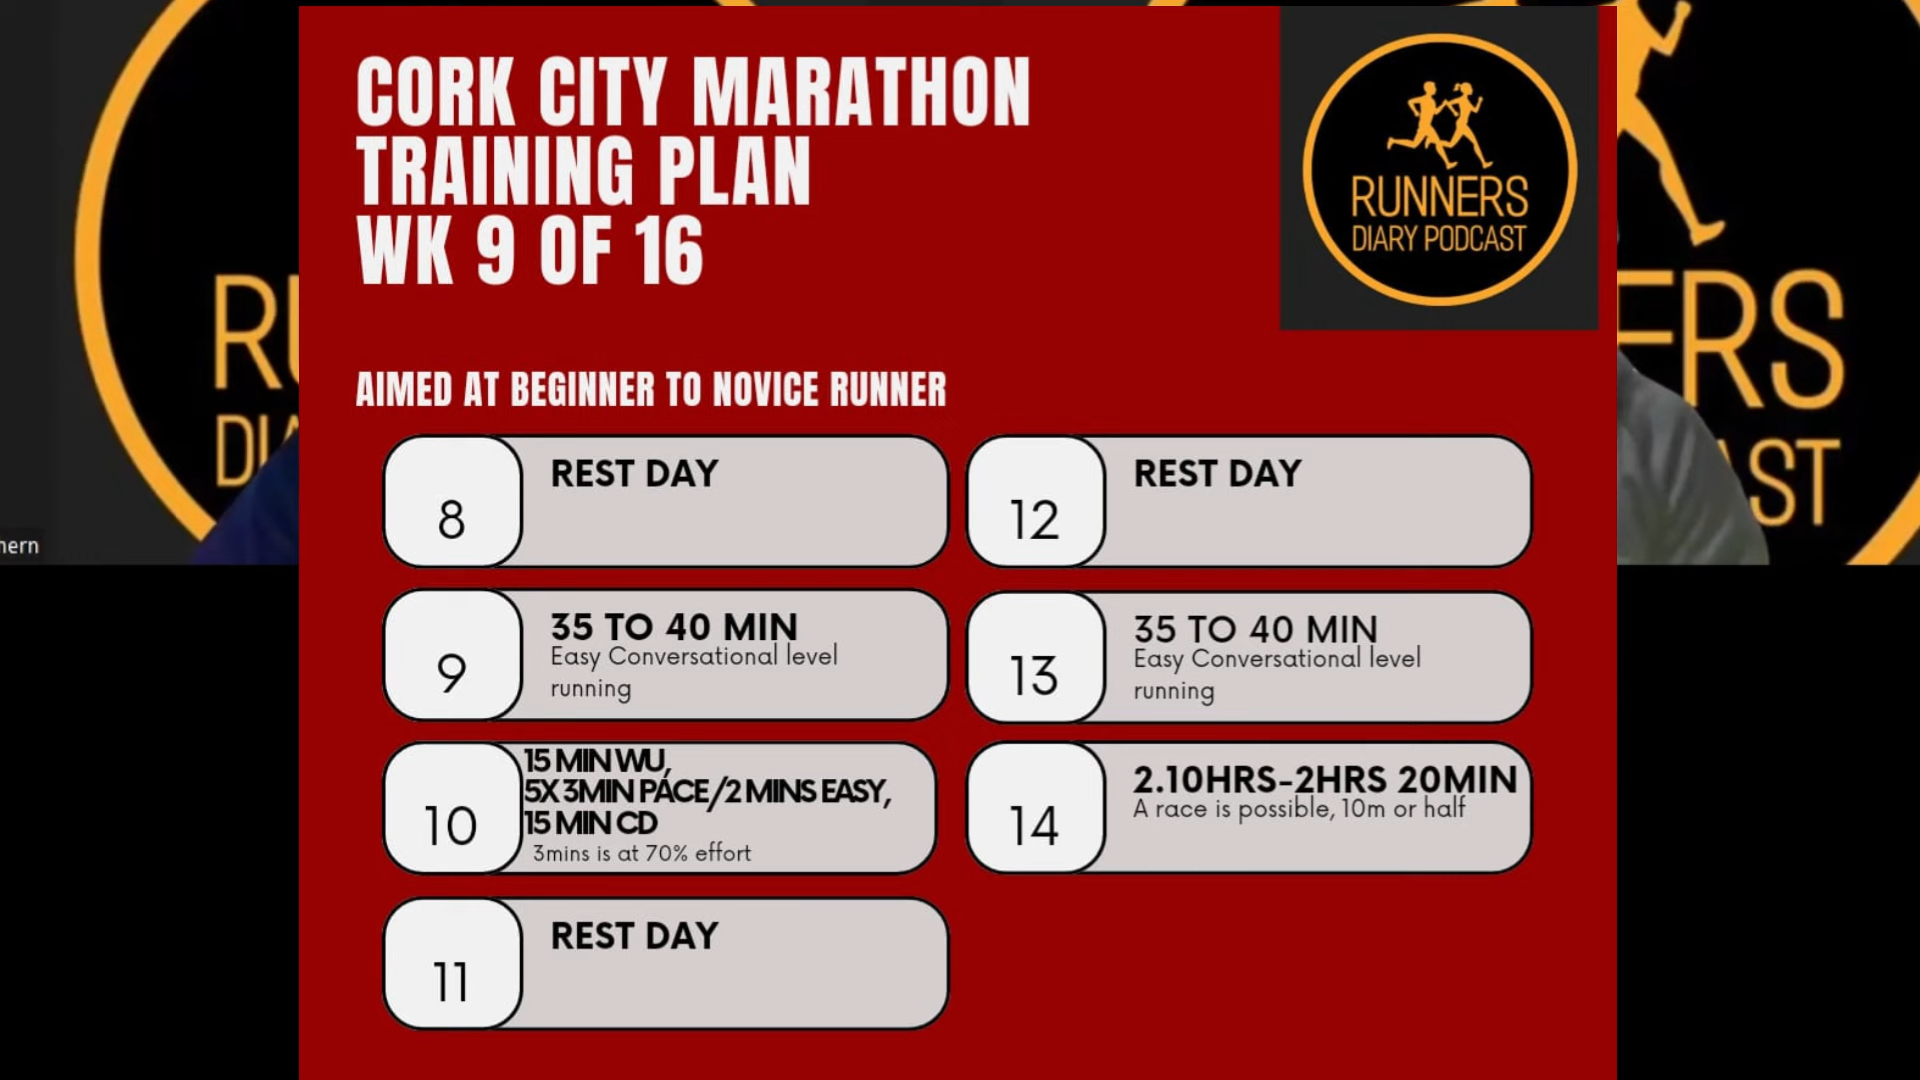 CORK CITY MARATHON
TRAINING PLAN
WK 9 OF 16
RUNNERS
DIARY PODCAST
AIMED AT BEGINNER TO NOVICE RUNNER
8
REST DAY
9
35 TO 40 MIN
Easy Conversational level
running
10
15 MIN WU,
5X 3MIN PACE/2 MINS EASY,
15 MIN CD
3mins is at 70% effort
11
REST DAY
12
REST DAY
13
35 TO 40 MIN
Easy Conversational level
running
14
2.10HRS-2HRS 20MIN
A race is possible, 10m or half